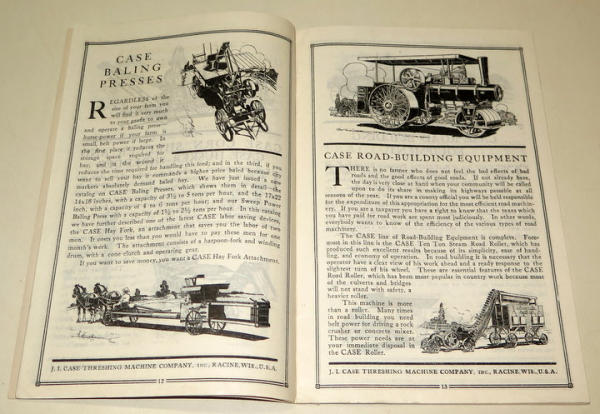 CASE
BALING
PRESSES
REGARDLESS of the
size of your farm you
will find it very much
to your profit to own
and operate a baling press—
horse-power if your farm is
small, belt power if large. In
the first place it reduces the
storage space required for
hay; and in the second it
reduces the time required for handling this feed; and in the third, if you
want to sell your hay it commands a higher price baled because city
markets absolutely demand baled hay. We have just issued a new
catalog on CASE Baling Presses, which shows them in detail—the
14x18 inches, with a capacity of 3½ to 5 tons per hour, and the 17x22
inch, with a capacity of 4 to 6 tons per hour; and our Sweep Power
Baling Press with a capacity of 1½ to 2½ tons per hour. In this catalog
we have further described one of the latest CASE labor saving devices,
the CASE Hay Fork, an attachment that saves you the labor of two
men. It costs you less than you would have to pay these men for one
month's work. The attachment consists of a harpoon-fork and winding
drum, with a cone clutch and operating gear.
If you want to save money, you want a CASE Hay Fork Attachment.
J. I. CASE THRESHING MACHINE COMPANY, INC., RACINE, WIS., U.S.A.
12
CASE ROAD-BUILDING EQUIPMENT
THERE is no farmer who does not feel the bad effects of bad
roads and the good effects of good roads. If not already here,
the day is very close at hand when your community will be called
upon to do its share in making its highways passable at all
seasons of the year. If you are a county official you will be held responsible
for the expenditure of this appropriation for the most efficient road machin-
ery. If you are a taxpayer you have a right to know that the taxes which
you have paid for road work are spent most judiciously. In other words,
everybody wants to know of the efficiency of the various types of road
machinery.
The CASE line of Road-Building Equipment is complete. Fore-
most in this line is the CASE Ten Ton Steam Road Roller, which has
produced such excellent results because of its simplicity, ease of hand-
ling, and economy of operation. In road building it is necessary that the
operator have a clear view of his work ahead and a ready response to the
slightest turn of his wheel. These are essential features of the CASE
Road Roller, which has been most popular in country work because most
of the culverts and bridges
will not stand with safety, a
heavier roller.
This machine is more
than a roller. Many times
in road building you need
belt power for driving a rock
crusher or concrete mixer.
These power needs are at
your immediate disposal in
the CASE Roller.
J. I. CASE THRESHING MACHINE COMPANY, INC., RACINE, WIS., U.S.A.
13